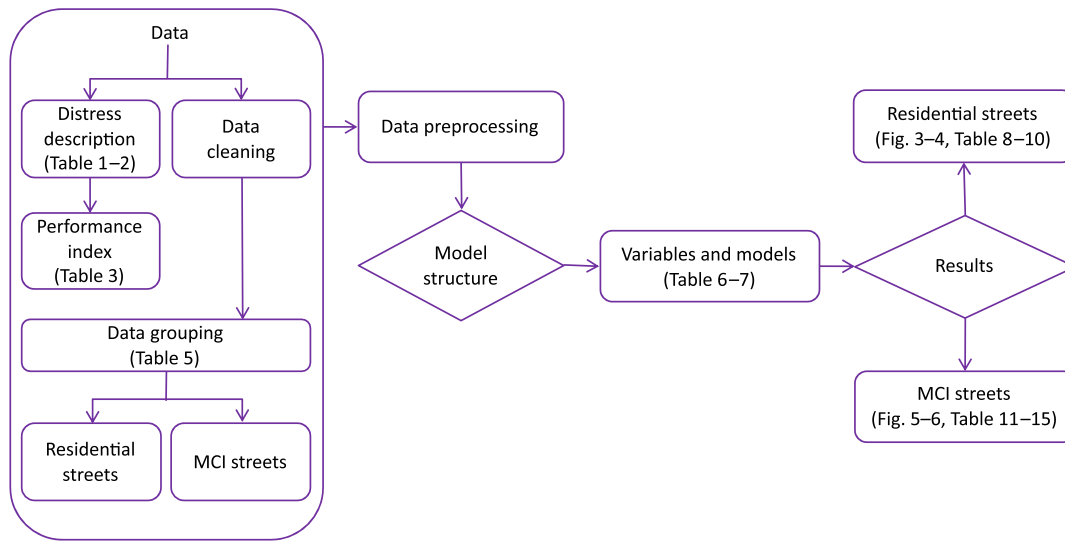 Data
Distress
description
(Table 1–2)
Data
cleaning
Performance
index
(Table 3)
Data grouping
(Table 5)
Residential
streets
MCI streets
Data preprocessing
Model
structure
Variables and models
(Table 6–7)
Results
Residential streets
(Fig. 3–4, Table 8–10)
MCI streets
(Fig. 5–6, Table 11–15)